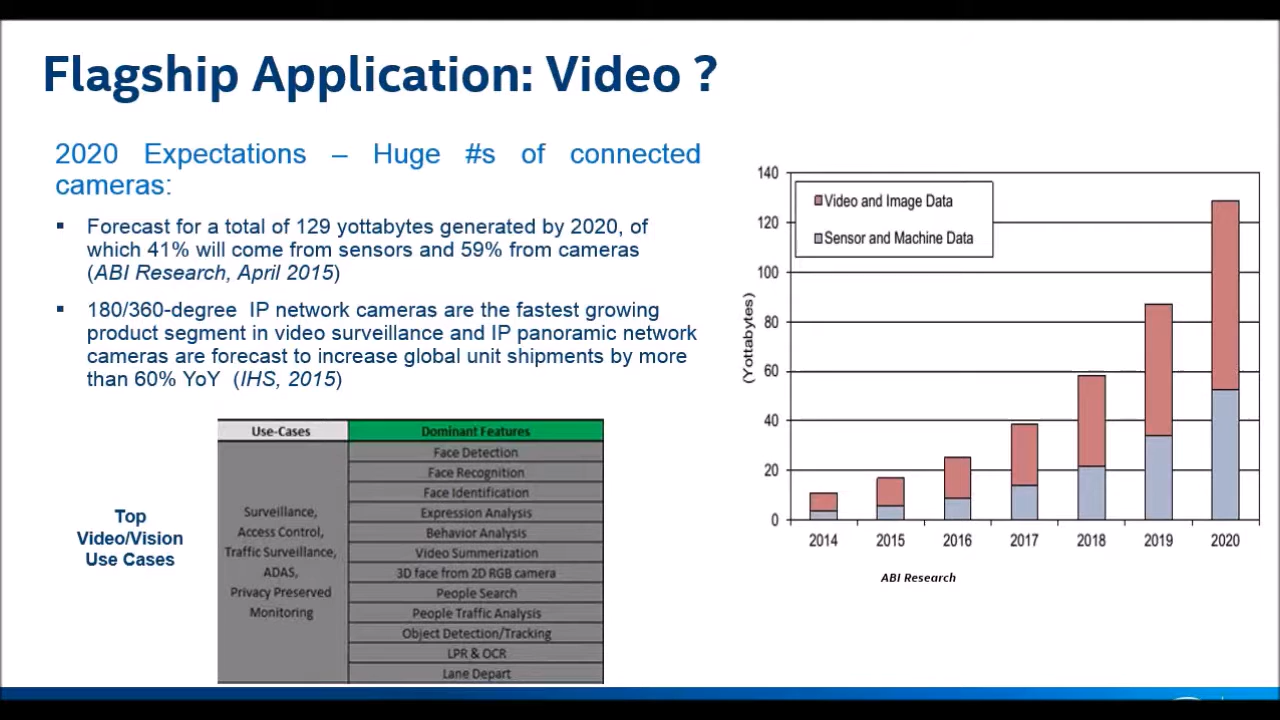 Flagship Application: Video ?
2020 Expectations – Huge #s of connected
cameras:
▪ Forecast for a total of 129 yottabytes generated by 2020, of
which 41% will come from sensors and 59% from cameras
(ABI Research, April 2015)
▪ 180/360-degree IP network cameras are the fastest growing
product segment in video surveillance and IP panoramic network
cameras are forecast to increase global unit shipments by more
than 60% YoY (IHS, 2015)
Top
Video/Vision
Use Cases
Use-Cases
Surveillance,
Access Control,
Traffic Surveillance,
ADAS,
Privacy Preserved
Monitoring
Dominant Features
Face Detection
Face Recognition
Face Identification
Expression Analysis
Behavior Analysis
Video Summerization
3D face from 2D RGB camera
People Search
People Traffic Analysis
Object Detection/Tracking
LPR & OCR
Lane Depart
(Yottabytes)
140
120
100
80
60
40
20
0
Video and Image Data
Sensor and Machine Data
2014 2015 2016 2017 2018 2019 2020
ABI Research